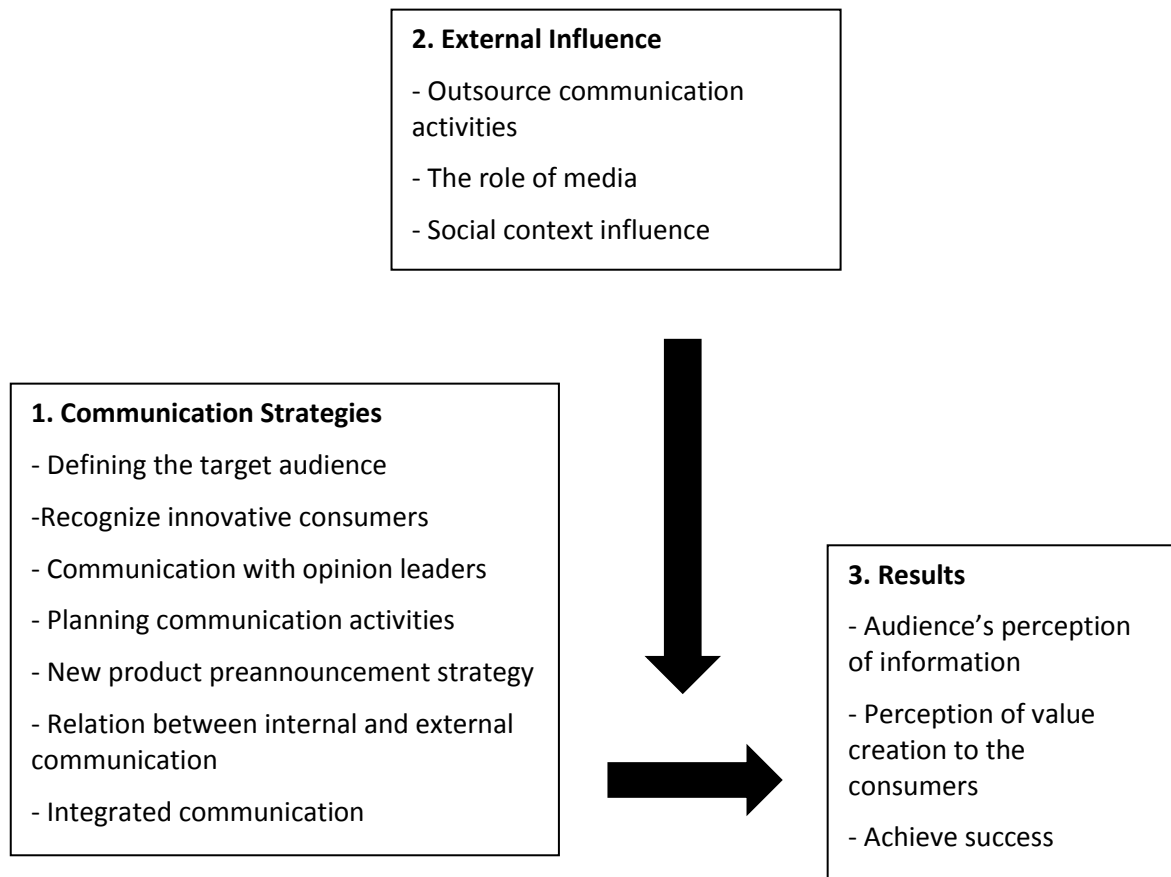 2. External Influence
- Outsource communication
activities
- The role of media
- Social context influence
1. Communication Strategies
- Defining the target audience
-Recognize innovative consumers
- Communication with opinion leaders
- Planning communication activities
- New product preannouncement strategy
- Relation between internal and external
communication
- Integrated communication
3. Results
- Audience’s perception
of information
- Perception of value
creation to the
consumers
- Achieve success